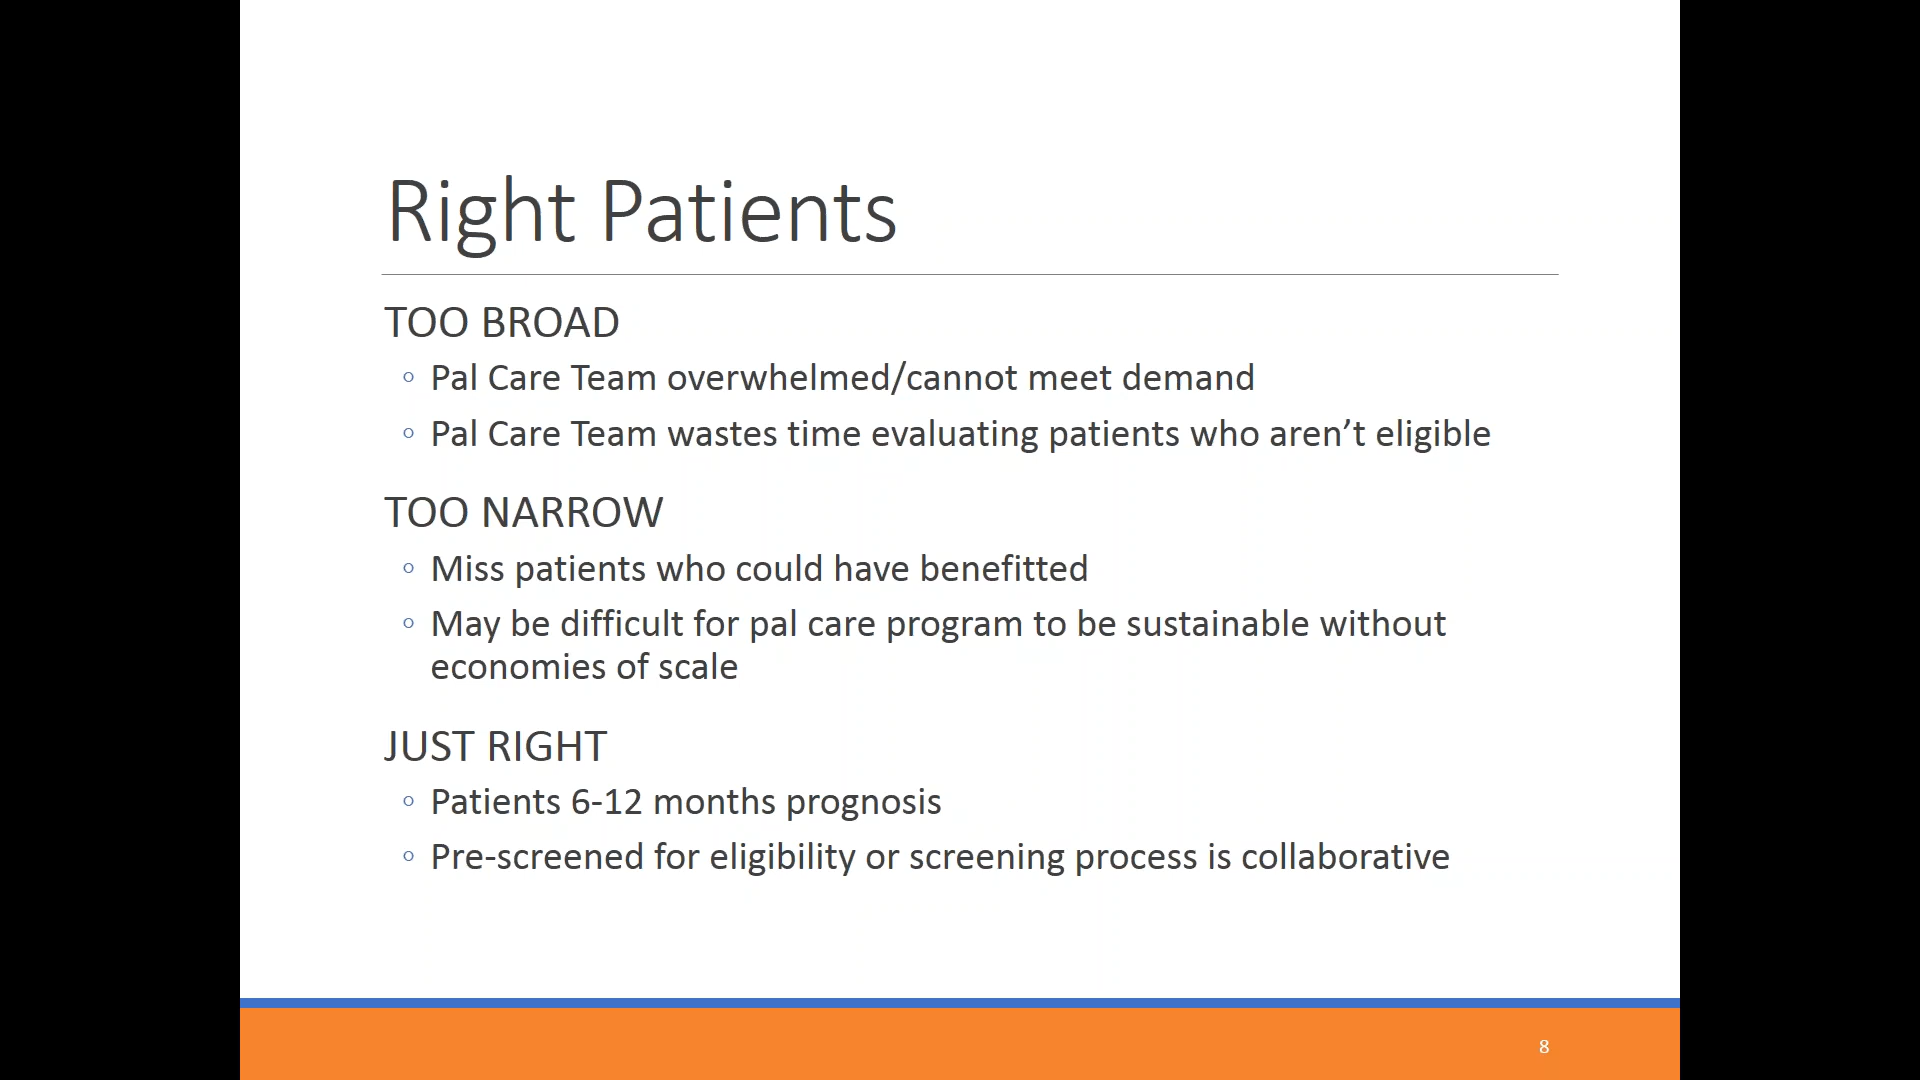 Right Patients
TOO BROAD
◦ Pal Care Team overwhelmed/cannot meet demand
◦ Pal Care Team wastes time evaluating patients who aren’t eligible
TOO NARROW
◦ Miss patients who could have benefitted
◦ May be difficult for pal care program to be sustainable without
economies of scale
JUST RIGHT
◦ Patients 6-12 months prognosis
◦ Pre-screened for eligibility or screening process is collaborative
8